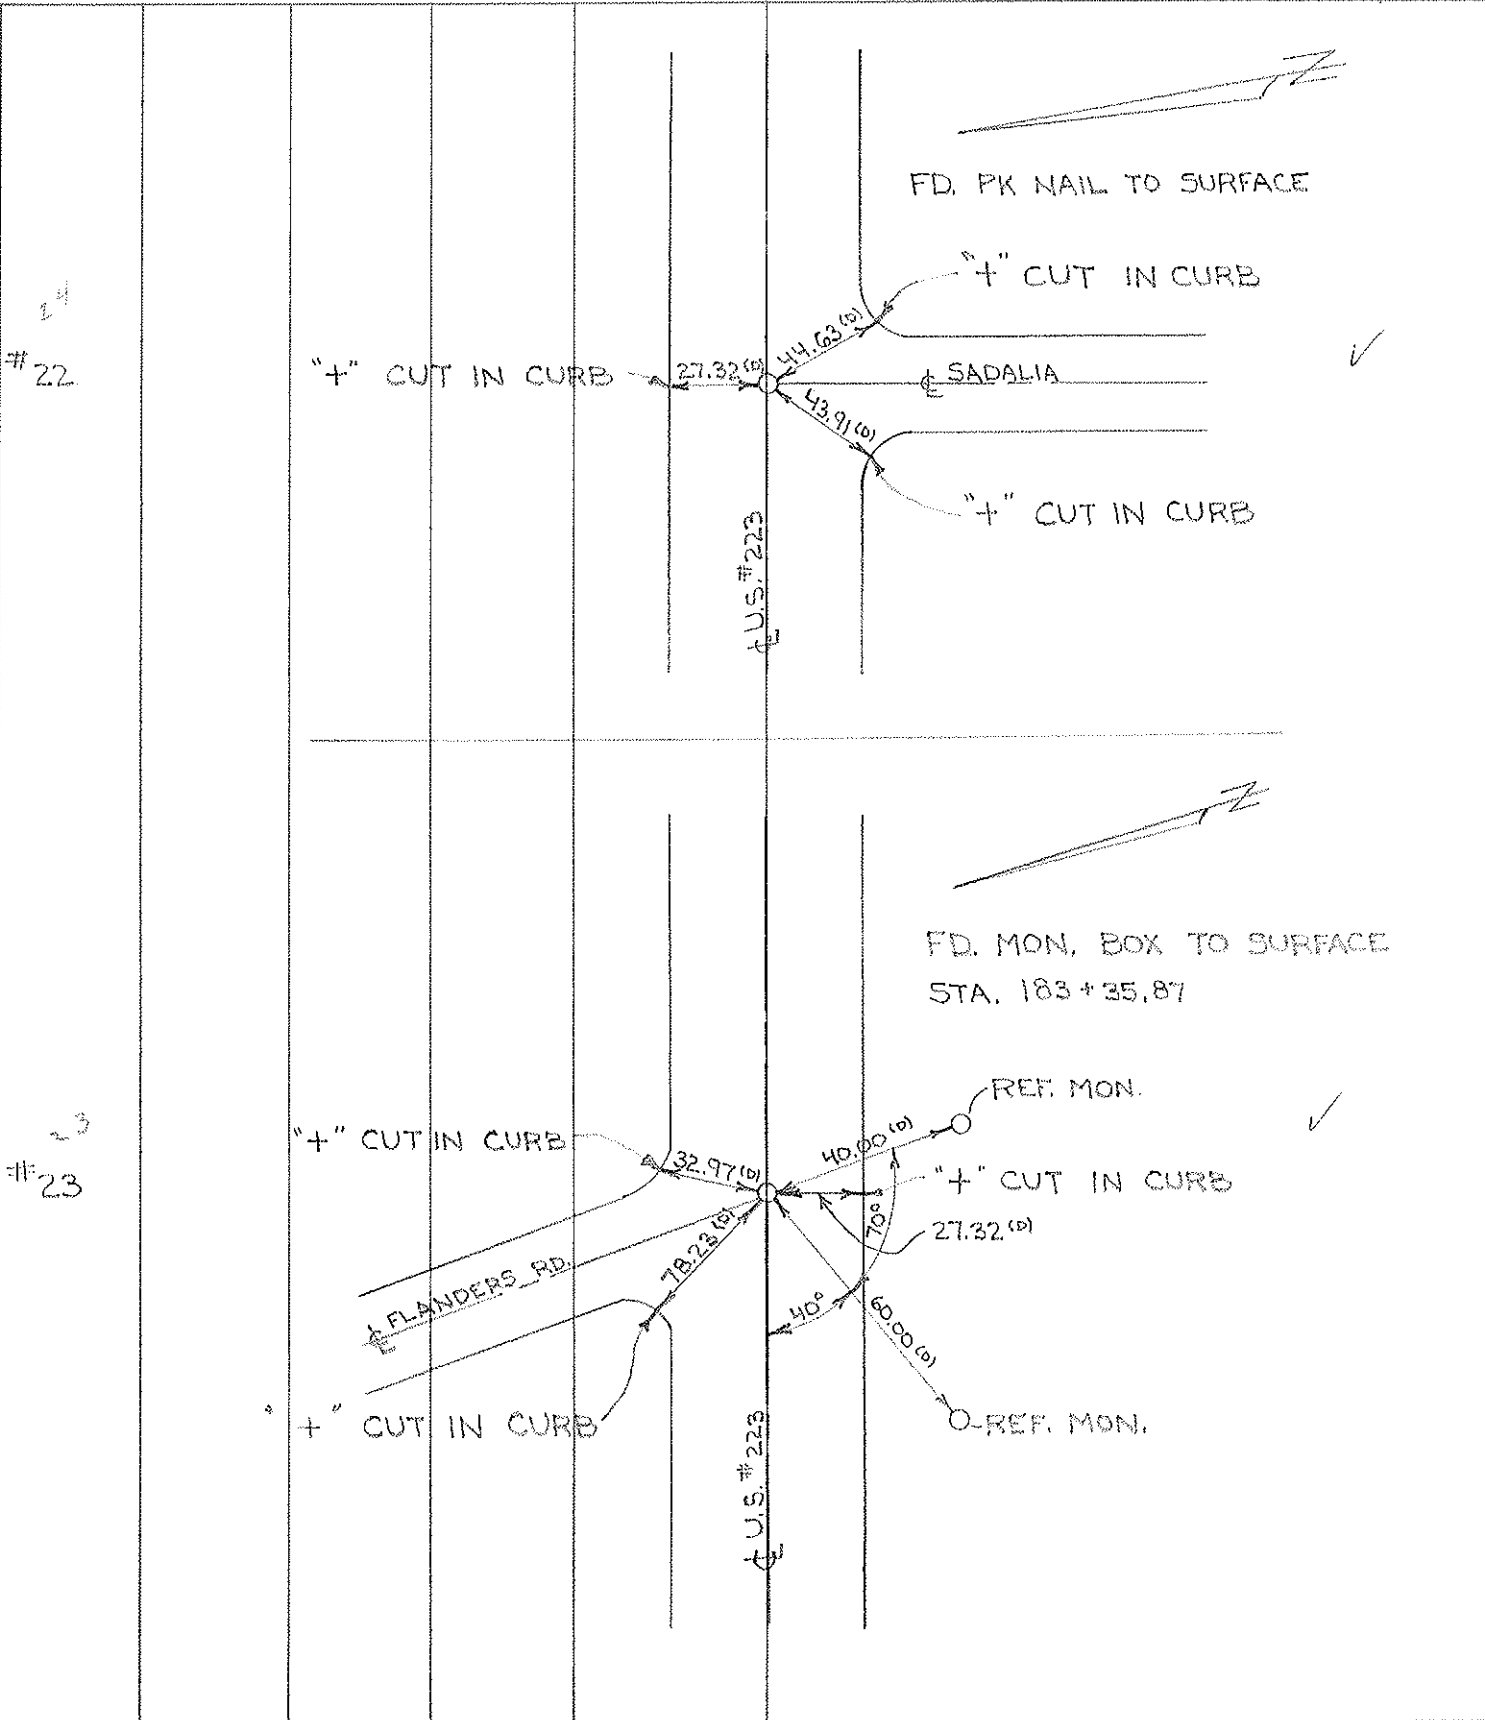 N
FD. PK NAIL TO SURFACE
"+" CUT IN CURB
24
#22
"+" CUT IN CURB
27.32(D)
44.63(D)
℄ SADALIA
43.91(D)
"+" CUT IN CURB
℄ U.S. #223
N
FD. MON. BOX TO SURFACE
STA. 183+35.87
REF. MON.
23
#23
"+" CUT IN CURB
32.97(D)
40.00(D)
"+" CUT IN CURB
70°
27.32(D)
78.23(D)
℄ FLANDERS RD.
40°
60.00(D)
"+" CUT IN CURB
REF. MON.
℄ U.S. #223